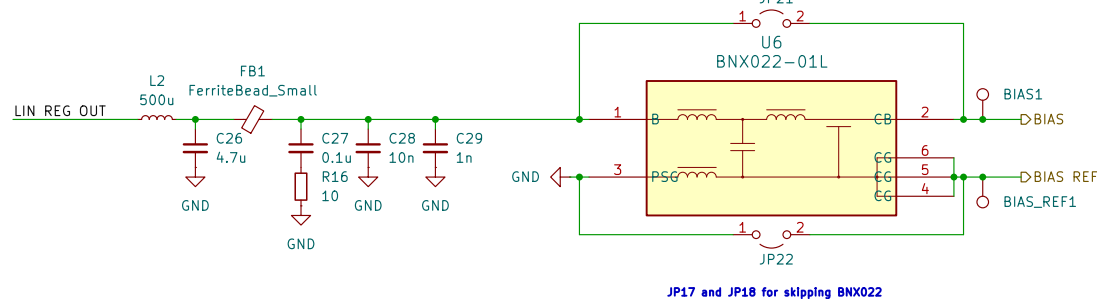 JP21
1 2
U6
BNX022-01L
FB1
L2
FerriteBead_Small
500u
LIN REG OUT
BIAS1
1 B CB 2
BIAS
C26
4.7u
C27
0.1u
C28
10n
C29
1n
CG 6
GND
3 PSG CG 5
BIAS REF
R16
10
CG 4
BIAS_REF1
GND GND GND
GND
1 2
JP22
JP17 and JP18 for skipping BNX022